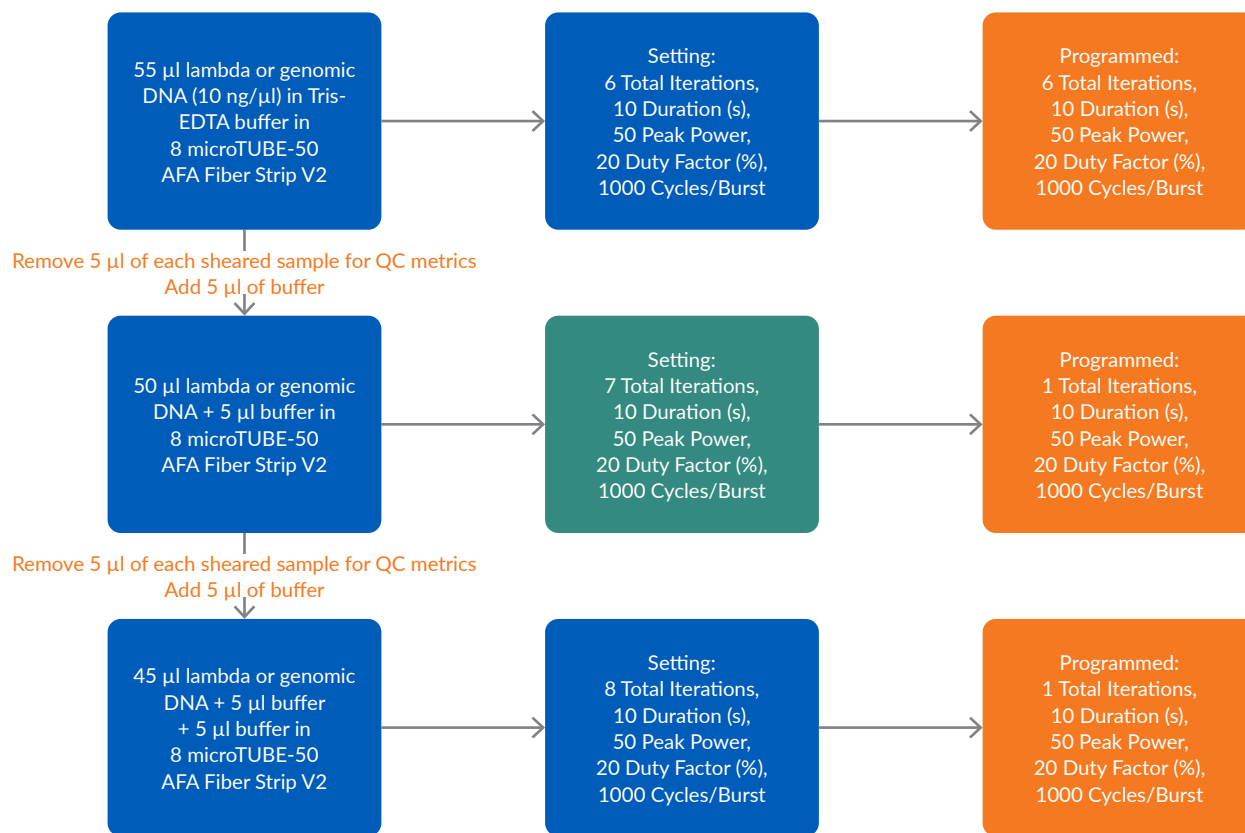 55 µl lambda or genomic
DNA (10 ng/µl) in Tris-
EDTA buffer in
8 microTUBE-50
AFA Fiber Strip V2
Setting:
6 Total Iterations,
10 Duration (s),
50 Peak Power,
20 Duty Factor (%),
1000 Cycles/Burst
Programmed:
6 Total Iterations,
10 Duration (s),
50 Peak Power,
20 Duty Factor (%),
1000 Cycles/Burst
Remove 5 µl of each sheared sample for QC metrics
Add 5 µl of buffer
50 µl lambda or genomic
DNA + 5 µl buffer in
8 microTUBE-50
AFA Fiber Strip V2
Setting:
7 Total Iterations,
10 Duration (s),
50 Peak Power,
20 Duty Factor (%),
1000 Cycles/Burst
Programmed:
1 Total Iterations,
10 Duration (s),
50 Peak Power,
20 Duty Factor (%),
1000 Cycles/Burst
Remove 5 µl of each sheared sample for QC metrics
Add 5 µl of buffer
45 µl lambda or genomic
DNA + 5 µl buffer
+ 5 µl buffer in
8 microTUBE-50
AFA Fiber Strip V2
Setting:
8 Total Iterations,
10 Duration (s),
50 Peak Power,
20 Duty Factor (%),
1000 Cycles/Burst
Programmed:
1 Total Iterations,
10 Duration (s),
50 Peak Power,
20 Duty Factor (%),
1000 Cycles/Burst